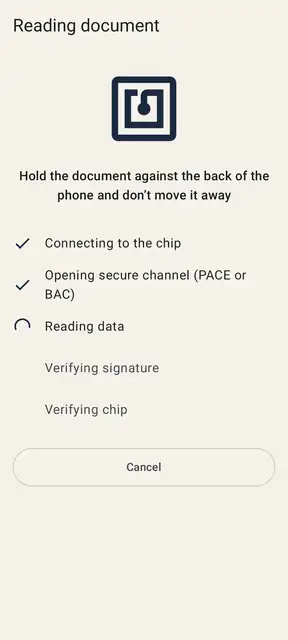 Reading document
Hold the document against the back of the
phone and don’t move it away
Connecting to the chip
Opening secure channel (PACE or
BAC)
Reading data
Verifying signature
Verifying chip
Cancel